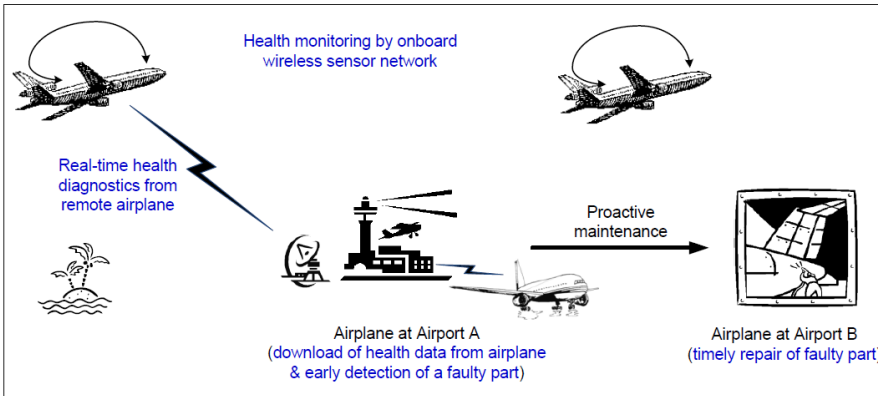 Health monitoring by onboard
wireless sensor network
Real-time health
diagnostics from
remote airplane
Proactive
maintenance
Airplane at Airport A
(download of health data from airplane
& early detection of a faulty part)
Airplane at Airport B
(timely repair of faulty part)